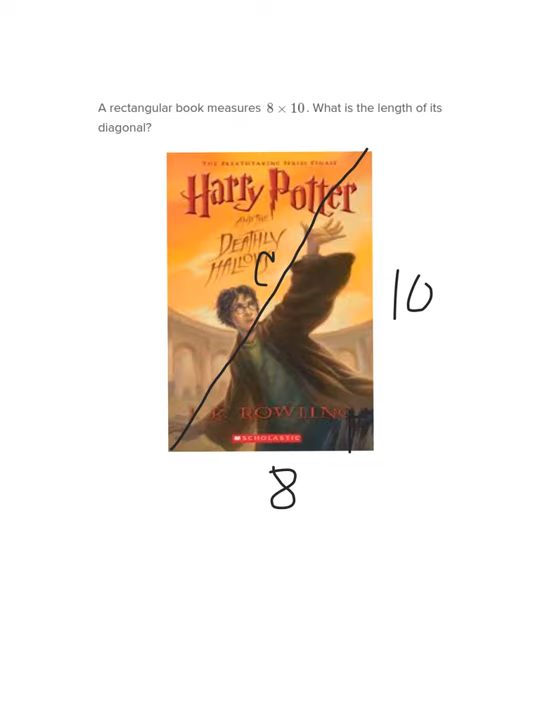 A rectangular book measures 8 × 10. What is the length of its
diagonal?
THE BREATHTAKING SERIES FINALE
Harry Potter
AND THE
DEATHLY
HALLOW
C
10
K. ROWLING
SCHOLASTIC
8